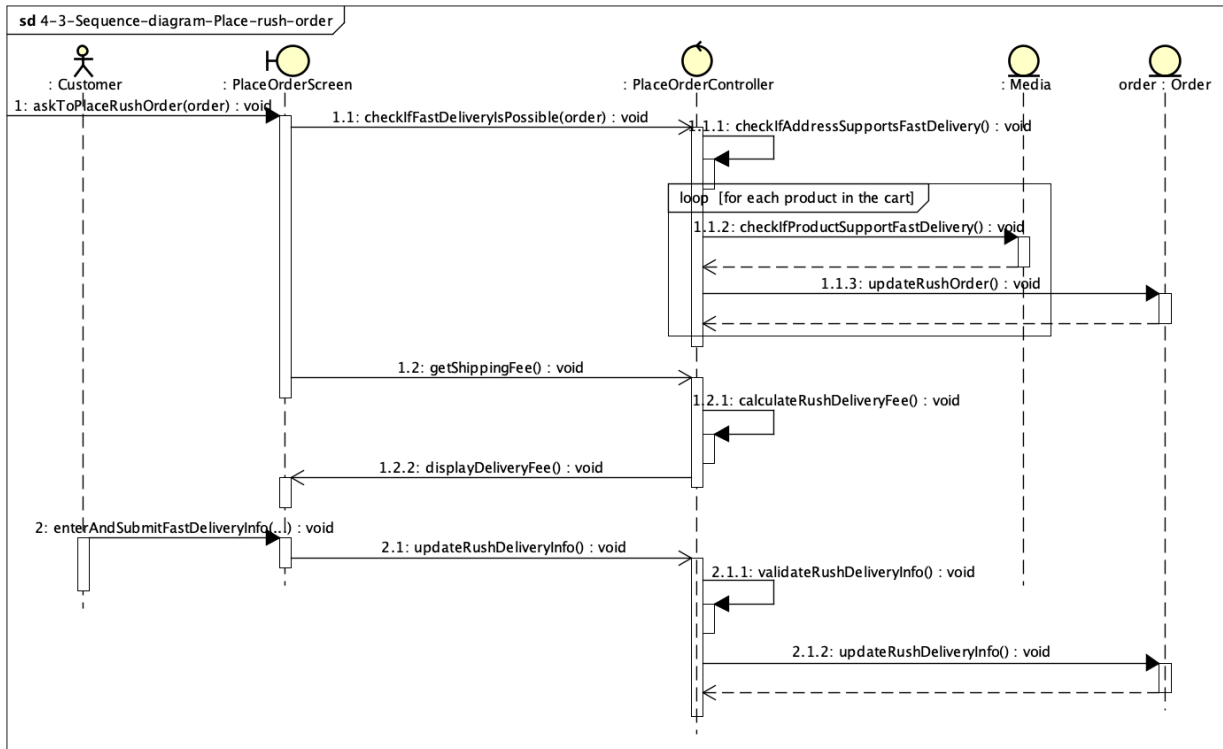 sd 4-3-Sequence-diagram-Place-rush-order
: Customer
: PlaceOrderScreen
: PlaceOrderController
: Media
order : Order
1: askToPlaceRushOrder(order) : void
1.1: checkIfFastDeliveryIsPossible(order) : void
1.1.1: checkIfAddressSupportsFastDelivery() : void
loop [for each product in the cart]
1.1.2: checkIfProductSupportFastDelivery() : void
1.1.3: updateRushOrder() : void
1.2: getShippingFee() : void
1.2.1: calculateRushDeliveryFee() : void
1.2.2: displayDeliveryFee() : void
2: enterAndSubmitFastDeliveryInfo(...) : void
2.1: updateRushDeliveryInfo() : void
2.1.1: validateRushDeliveryInfo() : void
2.1.2: updateRushDeliveryInfo() : void